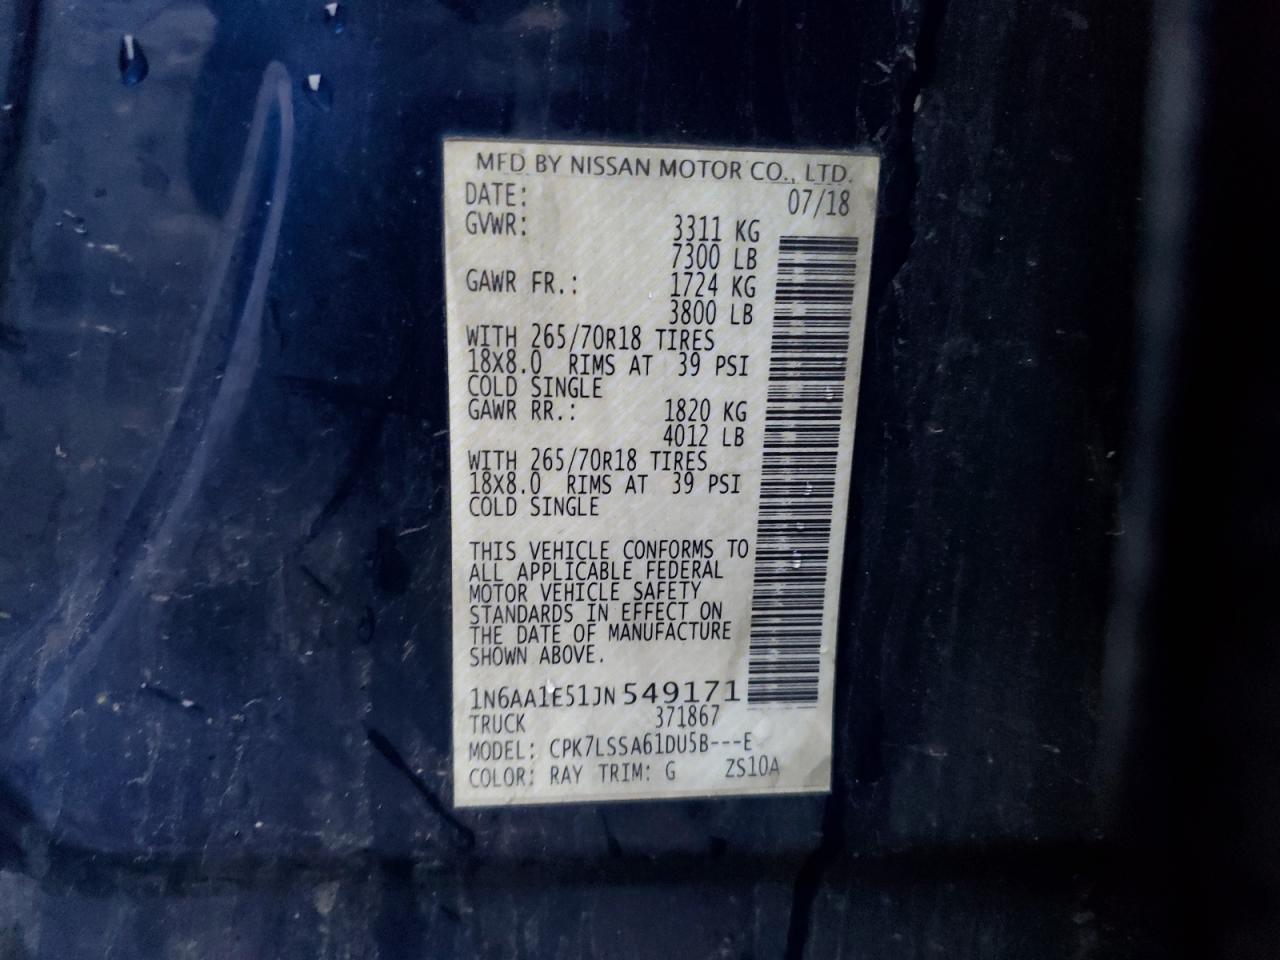 MFD BY NISSAN MOTOR CO., LTD.
DATE: 07/18
GVWR: 3311 KG
7300 LB
GAWR FR.: 1724 KG
3800 LB
WITH 265/70R18 TIRES
18X8.0 RIMS AT 39 PSI
COLD SINGLE
GAWR RR.: 1820 KG
4012 LB
WITH 265/70R18 TIRES
18X8.0 RIMS AT 39 PSI
COLD SINGLE
THIS VEHICLE CONFORMS TO
ALL APPLICABLE FEDERAL
MOTOR VEHICLE SAFETY
STANDARDS IN EFFECT ON
THE DATE OF MANUFACTURE
SHOWN ABOVE.
1N6AA1E51JN549171
TRUCK 371867
MODEL: CPK7LSSA61DU5B---E
COLOR: RAY TRIM: G ZS10A